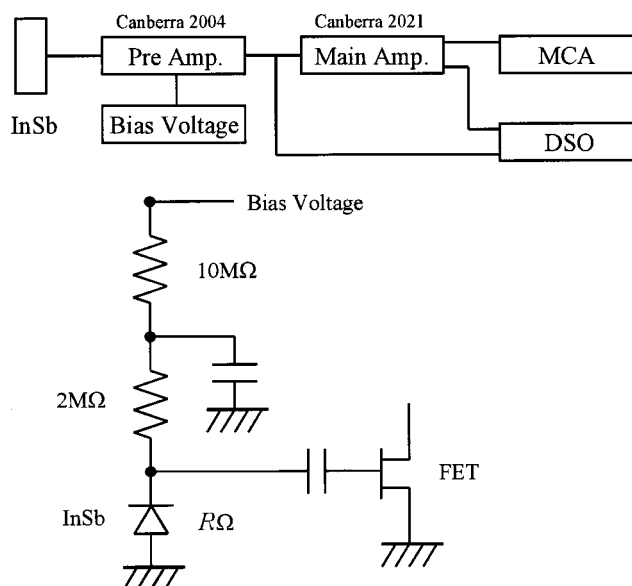 Canberra 2004
Canberra 2021
Pre Amp.
Main Amp.
MCA
InSb
Bias Voltage
DSO
Bias Voltage
10MΩ
2MΩ
FET
InSb
RΩ